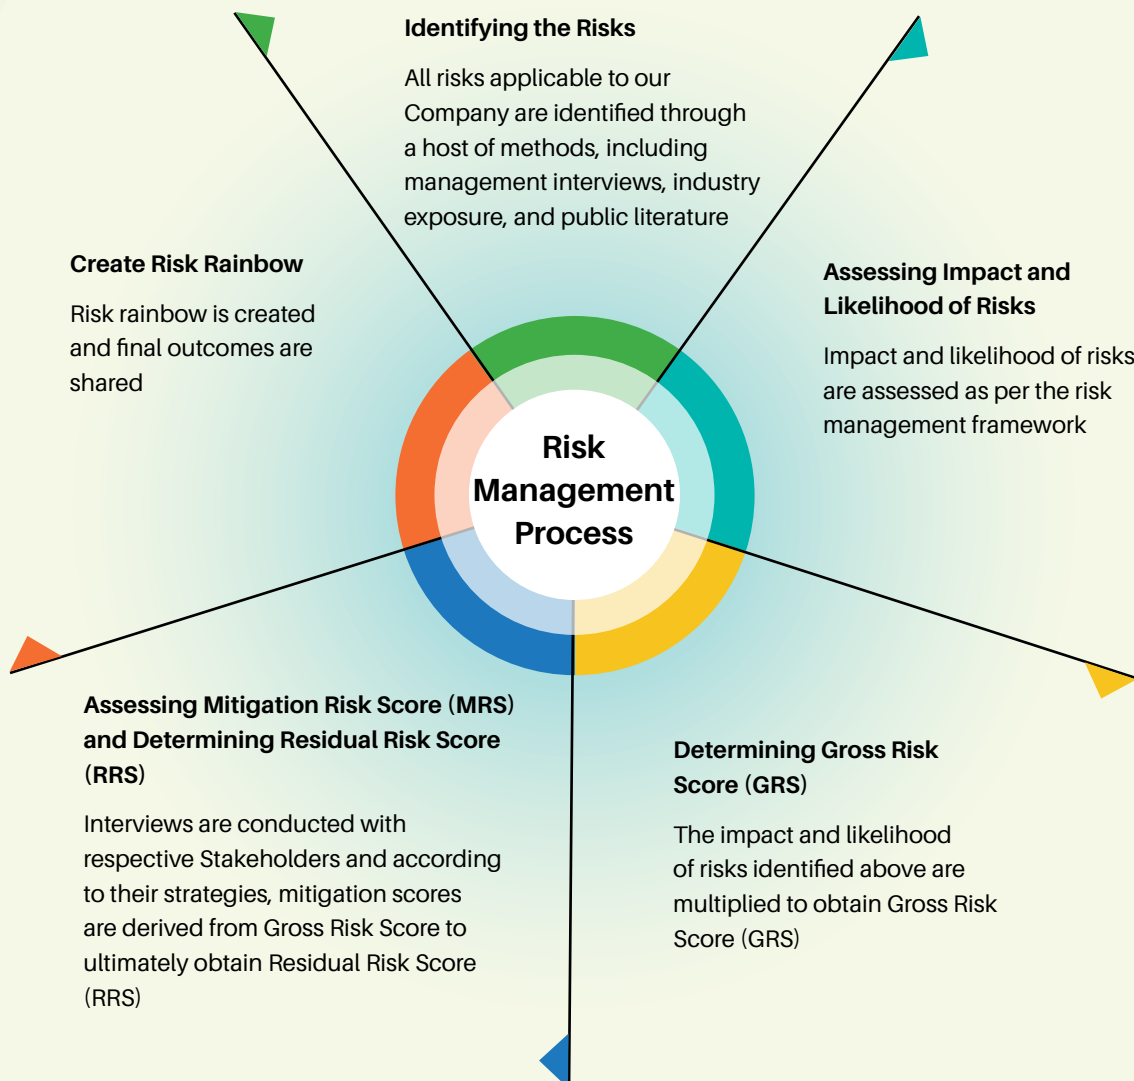 Identifying the Risks
All risks applicable to our
Company are identified through
a host of methods, including
management interviews, industry
exposure, and public literature
Assessing Impact and
Likelihood of Risks
Impact and likelihood of risks
are assessed as per the risk
management framework
Determining Gross Risk
Score (GRS)
The impact and likelihood
of risks identified above are
multiplied to obtain Gross Risk
Score (GRS)
Assessing Mitigation Risk Score (MRS)
and Determining Residual Risk Score
(RRS)
Interviews are conducted with
respective Stakeholders and according
to their strategies, mitigation scores
are derived from Gross Risk Score to
ultimately obtain Residual Risk Score
(RRS)
Create Risk Rainbow
Risk rainbow is created
and final outcomes are
shared
Risk
Management
Process